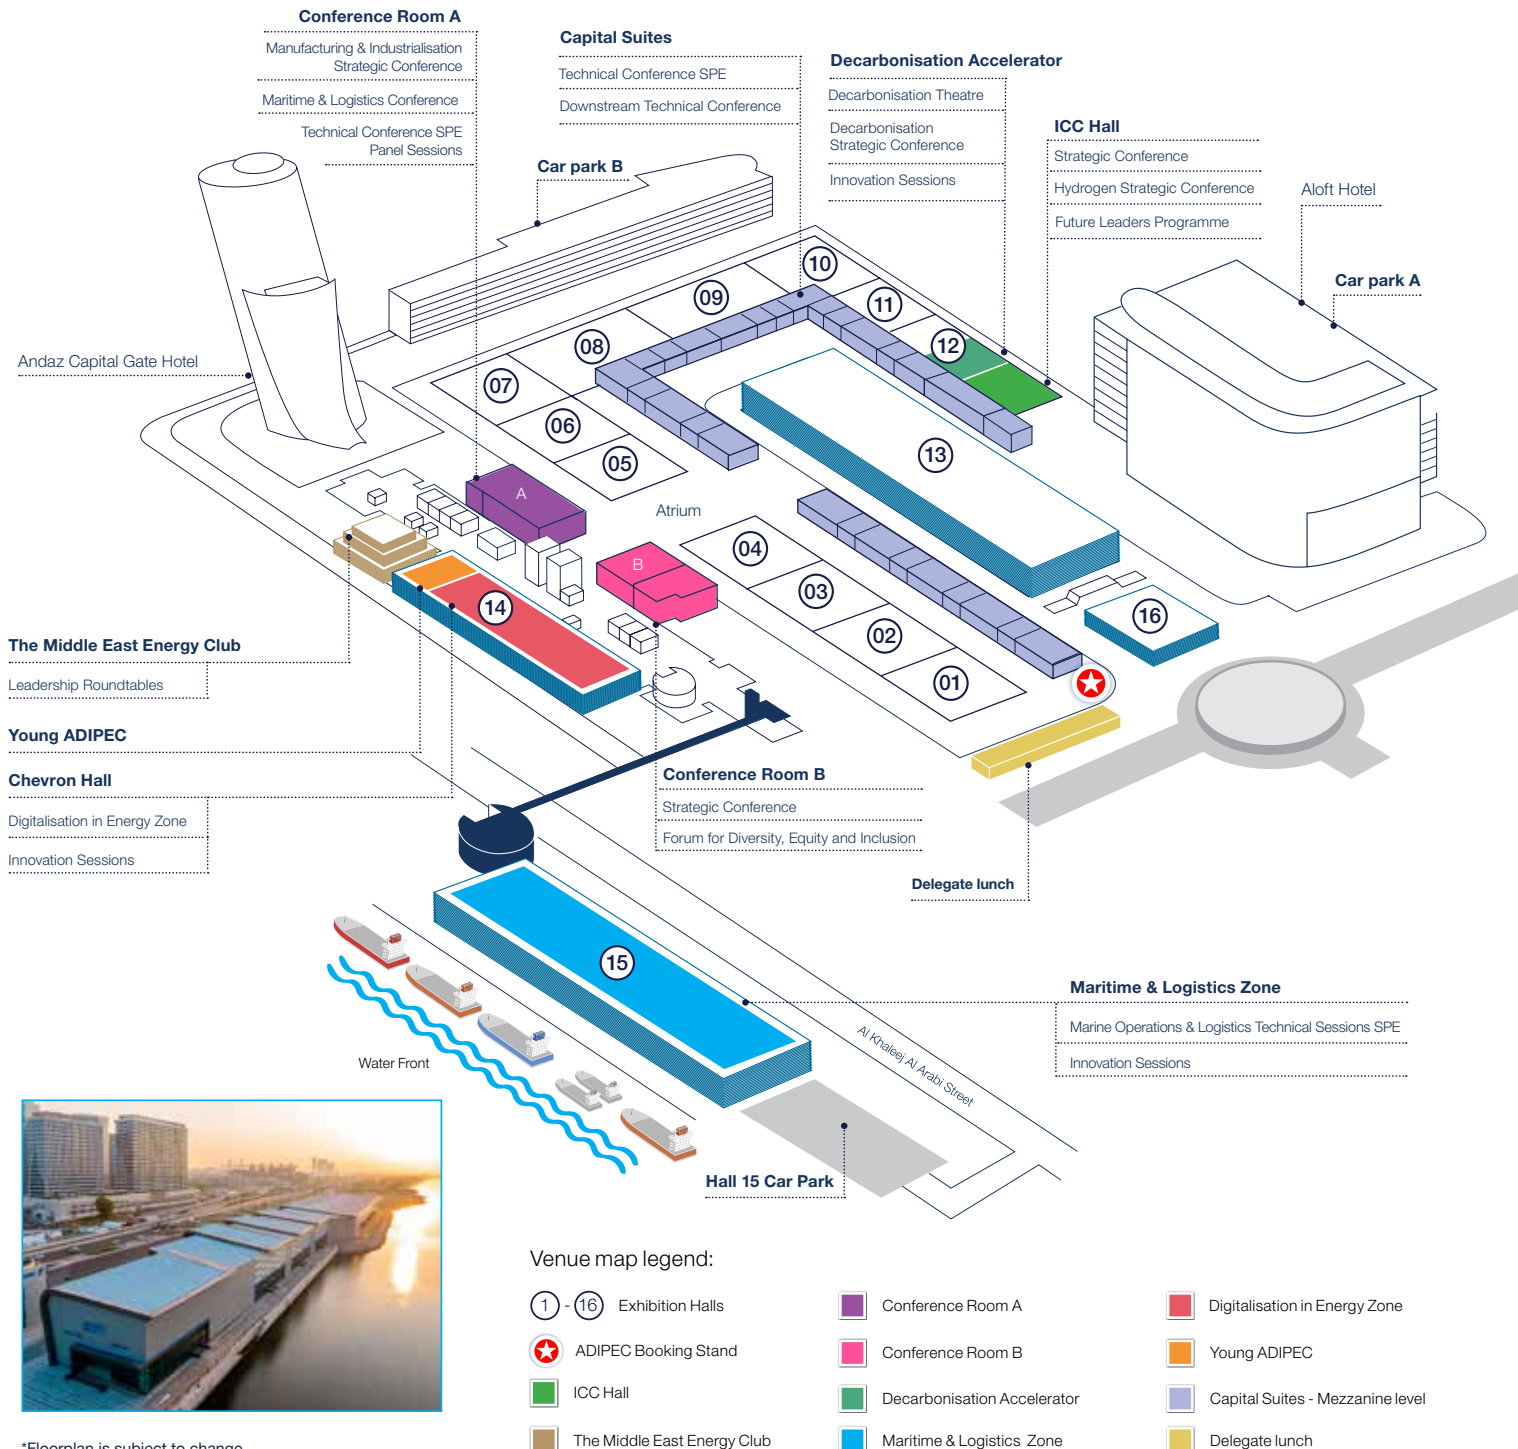 Conference Room A
Manufacturing & Industrialisation
Strategic Conference
Maritime & Logistics Conference
Technical Conference SPE
Panel Sessions
Capital Suites
Technical Conference SPE
Downstream Technical Conference
Decarbonisation Accelerator
Decarbonisation Theatre
Decarbonisation
Strategic Conference
Innovation Sessions
ICC Hall
Strategic Conference
Hydrogen Strategic Conference
Future Leaders Programme
Car park B
Aloft Hotel
Car park A
Andaz Capital Gate Hotel
10
09
11
08
12
07
06
13
05
A
Atrium
04
B
03
14
16
02
01
The Middle East Energy Club
Leadership Roundtables
Young ADIPEC
Chevron Hall
Digitalisation in Energy Zone
Innovation Sessions
Conference Room B
Strategic Conference
Forum for Diversity, Equity and Inclusion
Delegate lunch
15
Maritime & Logistics Zone
Marine Operations & Logistics Technical Sessions SPE
Innovation Sessions
Al Khaleej Al Arabi Street
Water Front
Hall 15 Car Park
Venue map legend:
1 - 16 Exhibition Halls
ADIPEC Booking Stand
ICC Hall
The Middle East Energy Club
Conference Room A
Conference Room B
Decarbonisation Accelerator
Maritime & Logistics Zone
Digitalisation in Energy Zone
Young ADIPEC
Capital Suites - Mezzanine level
Delegate lunch
*Floorplan is subject to change